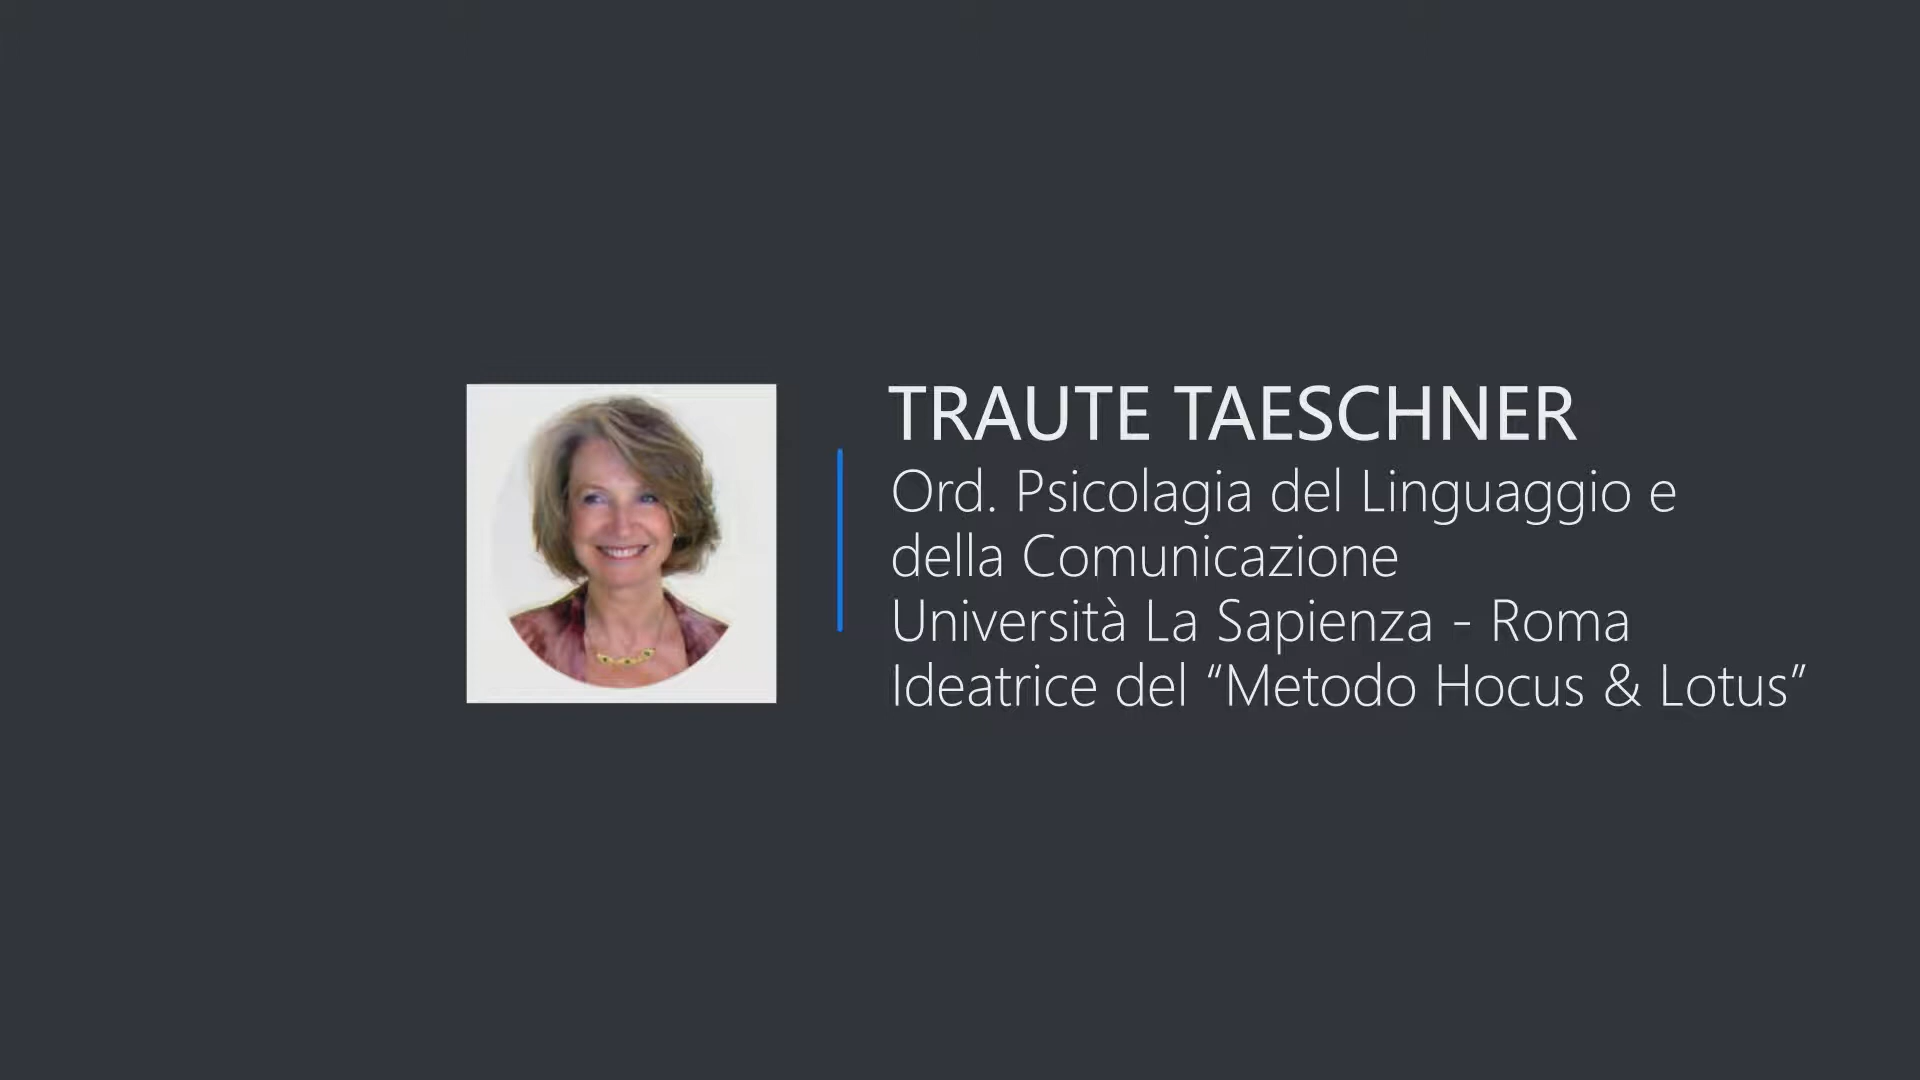 TRAUTE TAESCHNER
Ord. Psicolagia del Linguaggio e
della Comunicazione
Università La Sapienza - Roma
Ideatrice del “Metodo Hocus & Lotus”